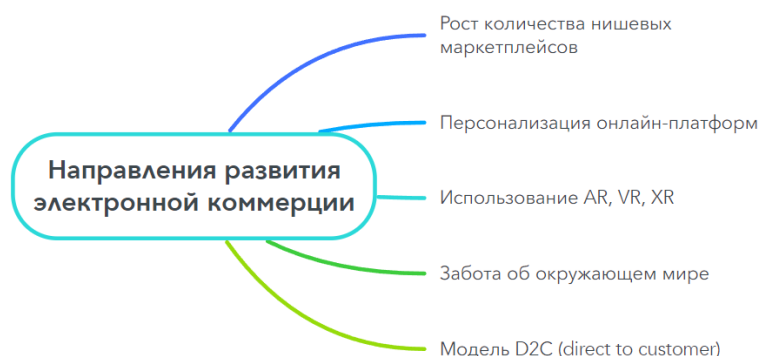 Рост количества нишевых
маркетплейсов
Персонализация онлайн-платформ
Направления развития
электронной коммерции
Использование AR, VR, XR
Забота об окружающем мире
Модель D2C (direct to customer)